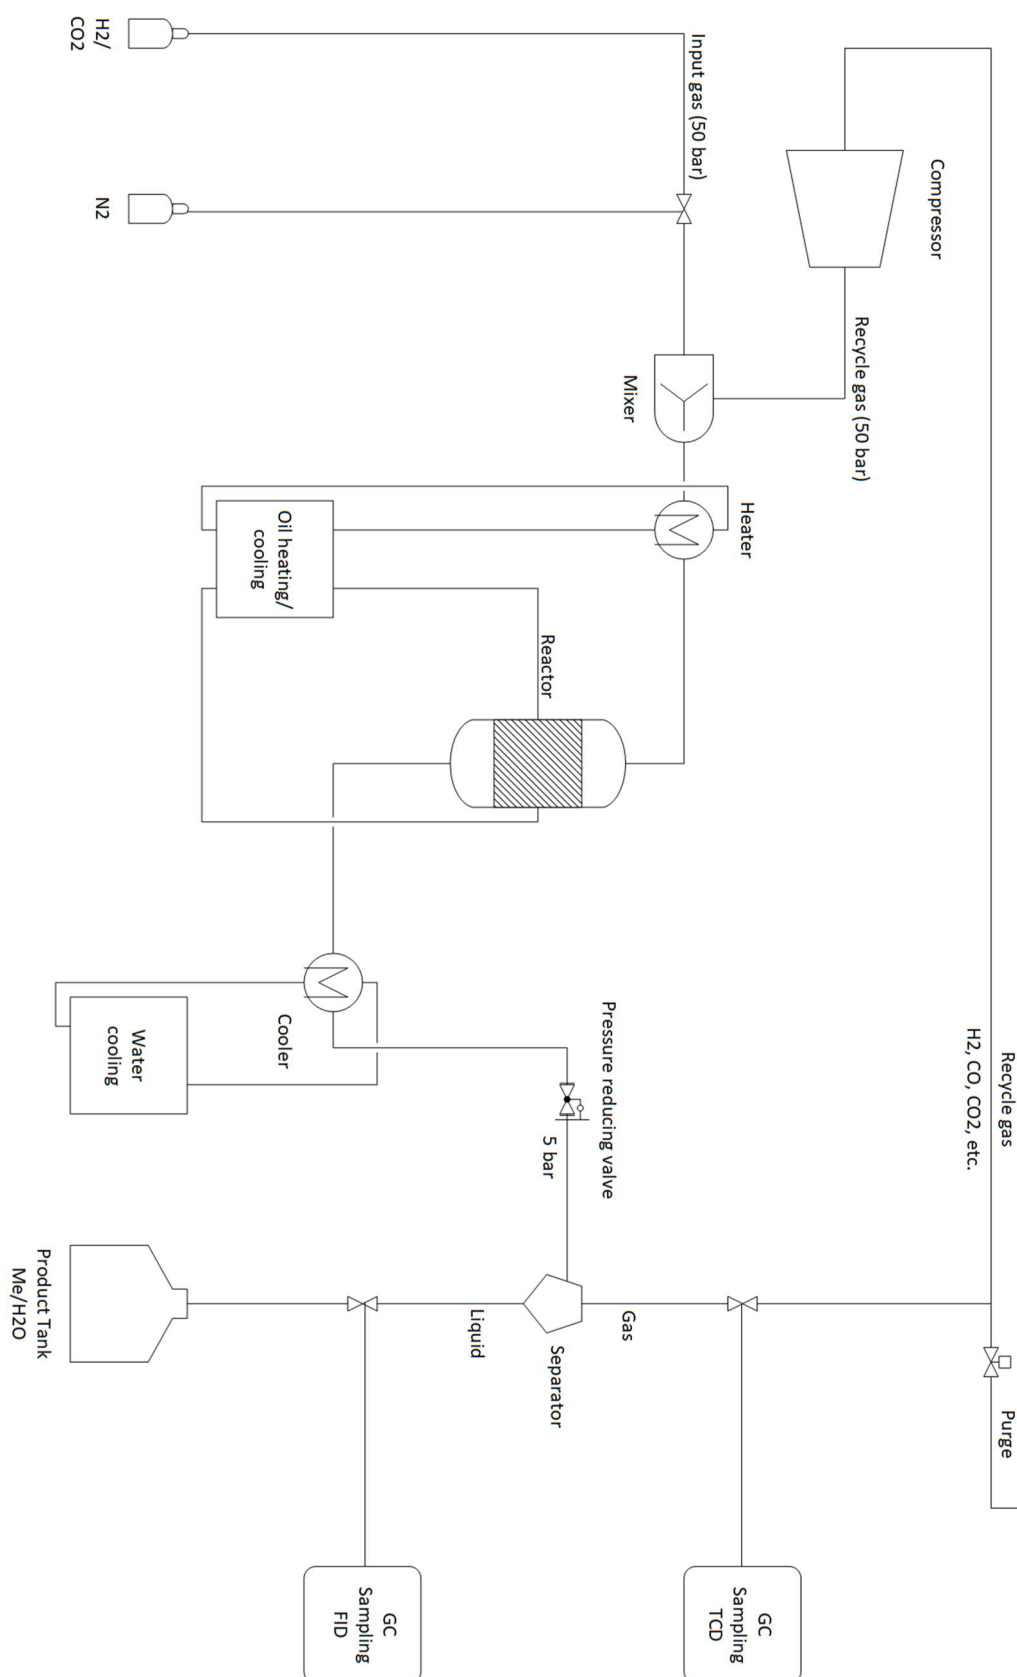 Recycle gas
H2, CO, CO2, etc.
Purge
Compressor
Recycle gas (50 bar)
Input gas (50 bar)
Mixer
Heater
H2/
CO2
N2
Oil heating/
cooling
Reactor
Pressure reducing valve
5 bar
Gas
Separator
Liquid
Cooler
Water
cooling
Product Tank
Me/H2O
GC
Sampling
TCD
GC
Sampling
FID